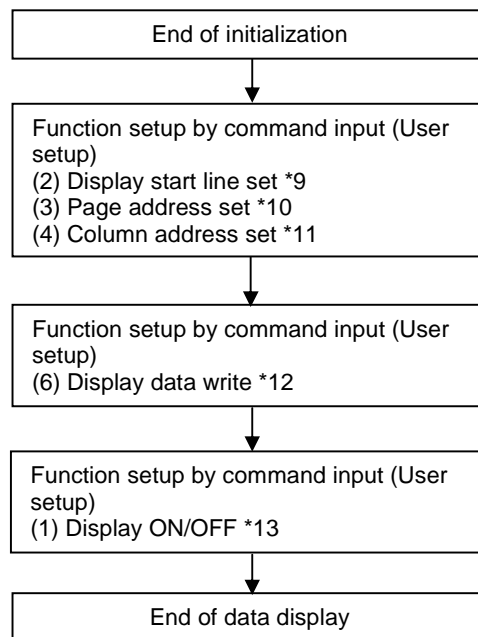 End of initialization
Function setup by command input (User
setup)
(2) Display start line set *9
(3) Page address set *10
(4) Column address set *11
Function setup by command input (User
setup)
(6) Display data write *12
Function setup by command input (User
setup)
(1) Display ON/OFF *13
End of data display